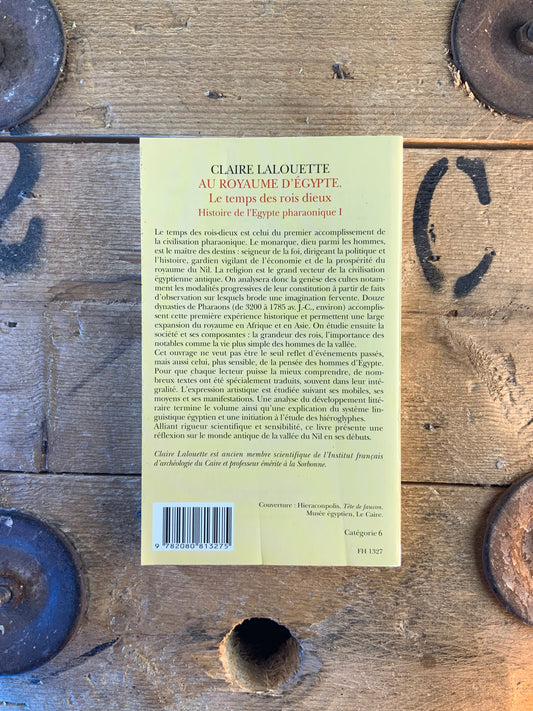 CLAIRE LALOUETTE
AU ROYAUME D'ÉGYPTE.
Le temps des rois dieux
Histoire de l'Egypte pharaonique I
Le temps des rois-dieux est celui du premier accomplissement de
la civilisation pharaonique. Le monarque, dieu parmi les hommes,
est le maître des destins : seigneur de la foi, dirigeant la politique et
l'histoire, gardien vigilant de l'économie et de la prospérité du
royaume du Nil. La religion est le grand vecteur de la civilisation
égyptienne antique. On analysera donc la genèse des cultes notam-
ment les modalités progressives de leur constitution à partir de faits
d'observation sur lesquels brode une imagination fervente. Douze
dynasties de Pharaons (de 3200 à 1785 av. J.-C., environ) accomplis-
sent cette première expérience historique et permettent une large
expansion du royaume en Afrique et en Asie. On étudie ensuite la
société et ses composantes : la grandeur des rois, l'importance des
notables comme la vie plus simple des hommes de la vallée.
Cet ouvrage ne veut pas être le seul reflet d'événements passés,
mais aussi celui, plus sensible, de la pensée des hommes d'Egypte.
Pour que chaque lecteur puisse la mieux comprendre, de nom-
breux textes ont été spécialement traduits, souvent dans leur inté-
gralité. L'expression artistique est étudiée suivant ses mobiles, ses
moyens et ses manifestations. Une analyse du développement litté-
raire termine le volume ainsi qu'une explication du système lin-
guistique égyptien et une initiation à l'étude des hiéroglyphes.
Alliant rigueur scientifique et sensibilité, ce livre présente une
réflexion sur le monde antique de la vallée du Nil en ses débuts.
Claire Lalouette est ancien membre scientifique de l'Institut français
d'archéologie du Caire et professeur émérite à la Sorbonne.
Couverture : Hieraconpolis, Tête de faucon.
Musée égyptien, Le Caire.
Catégorie 6
9 782080 813275
FH 1327
2
C